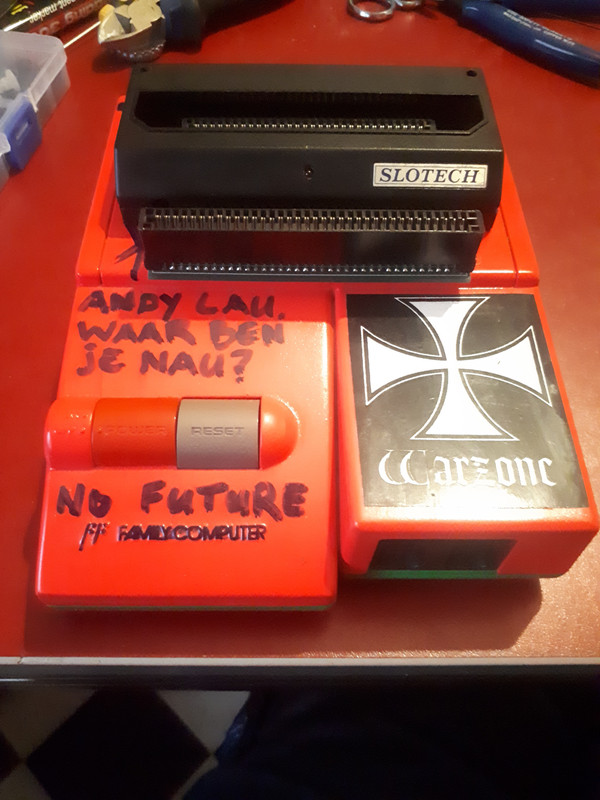 SLOTECH
ANDY LAU,
WAAR BEN
JE NAU?
POWER
RESET
NO FUTURE
FF FAMILY COMPUTER
Warzone